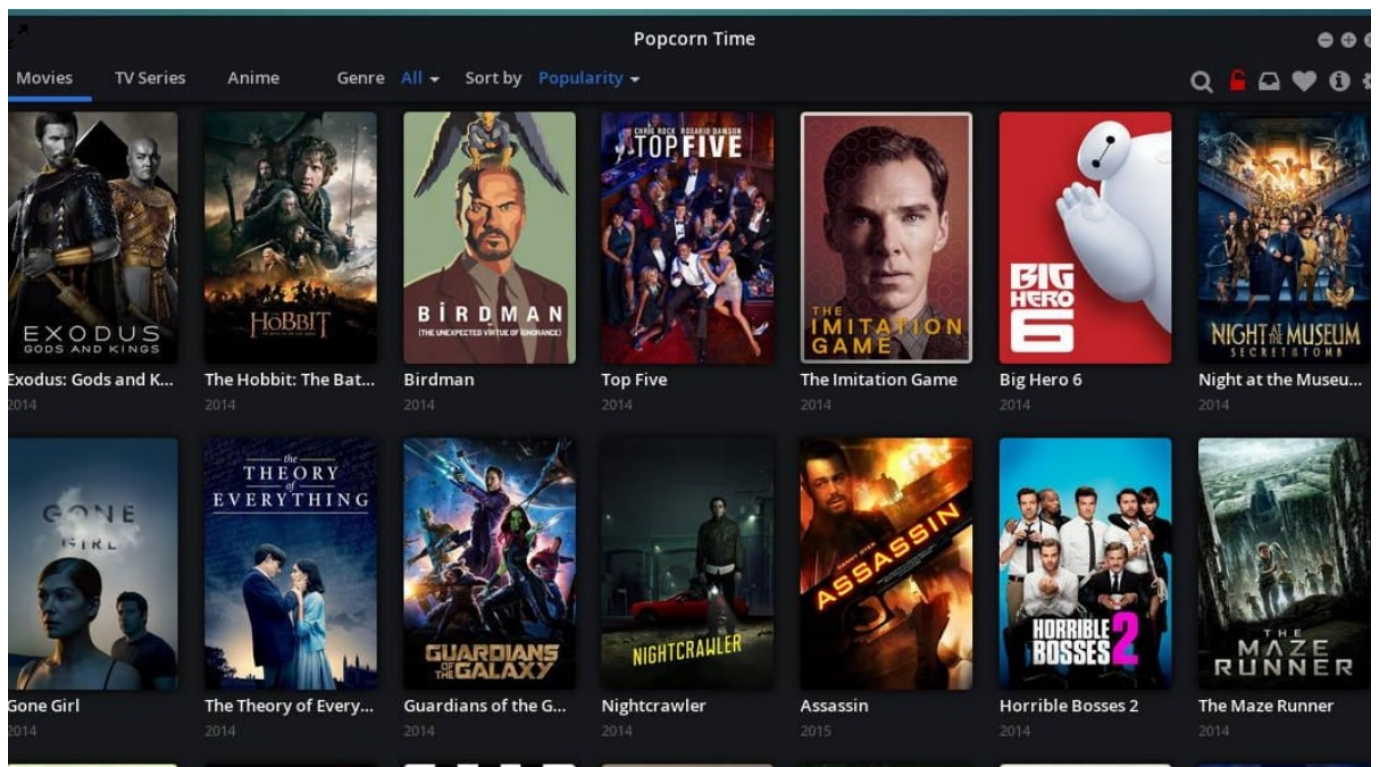 Popcorn Time
Movies TV Series Anime Genre All Sort by Popularity
EXODUS
GODS AND KINGS
THE
HOBBIT
BiRDMAN
(THE UNEXPECTED VIRTUE OF IGNORANCE)
CHRIS ROCK ROSARIO DAWSON
TOP FIVE
THE
IMITATION
GAME
BIG
HERO
6
NIGHT AT THE MUSEUM
SECRET OF THE TOMB
Exodus: Gods and K... The Hobbit: The Bat... Birdman Top Five The Imitation Game Big Hero 6 Night at the Museu...
2014 2014 2014 2014 2014 2014 2014
GONE
GIRL
the
THEORY
of
EVERYTHING
GUARDIANS
OF THE GALAXY
NIGHTCRAWLER
DANNY DYER
ASSASSIN
HORRIBLE
BOSSES 2
THE
MAZE
RUNNER
Gone Girl The Theory of Every... Guardians of the G... Nightcrawler Assassin Horrible Bosses 2 The Maze Runner
2014 2014 2014 2014 2015 2014 2014